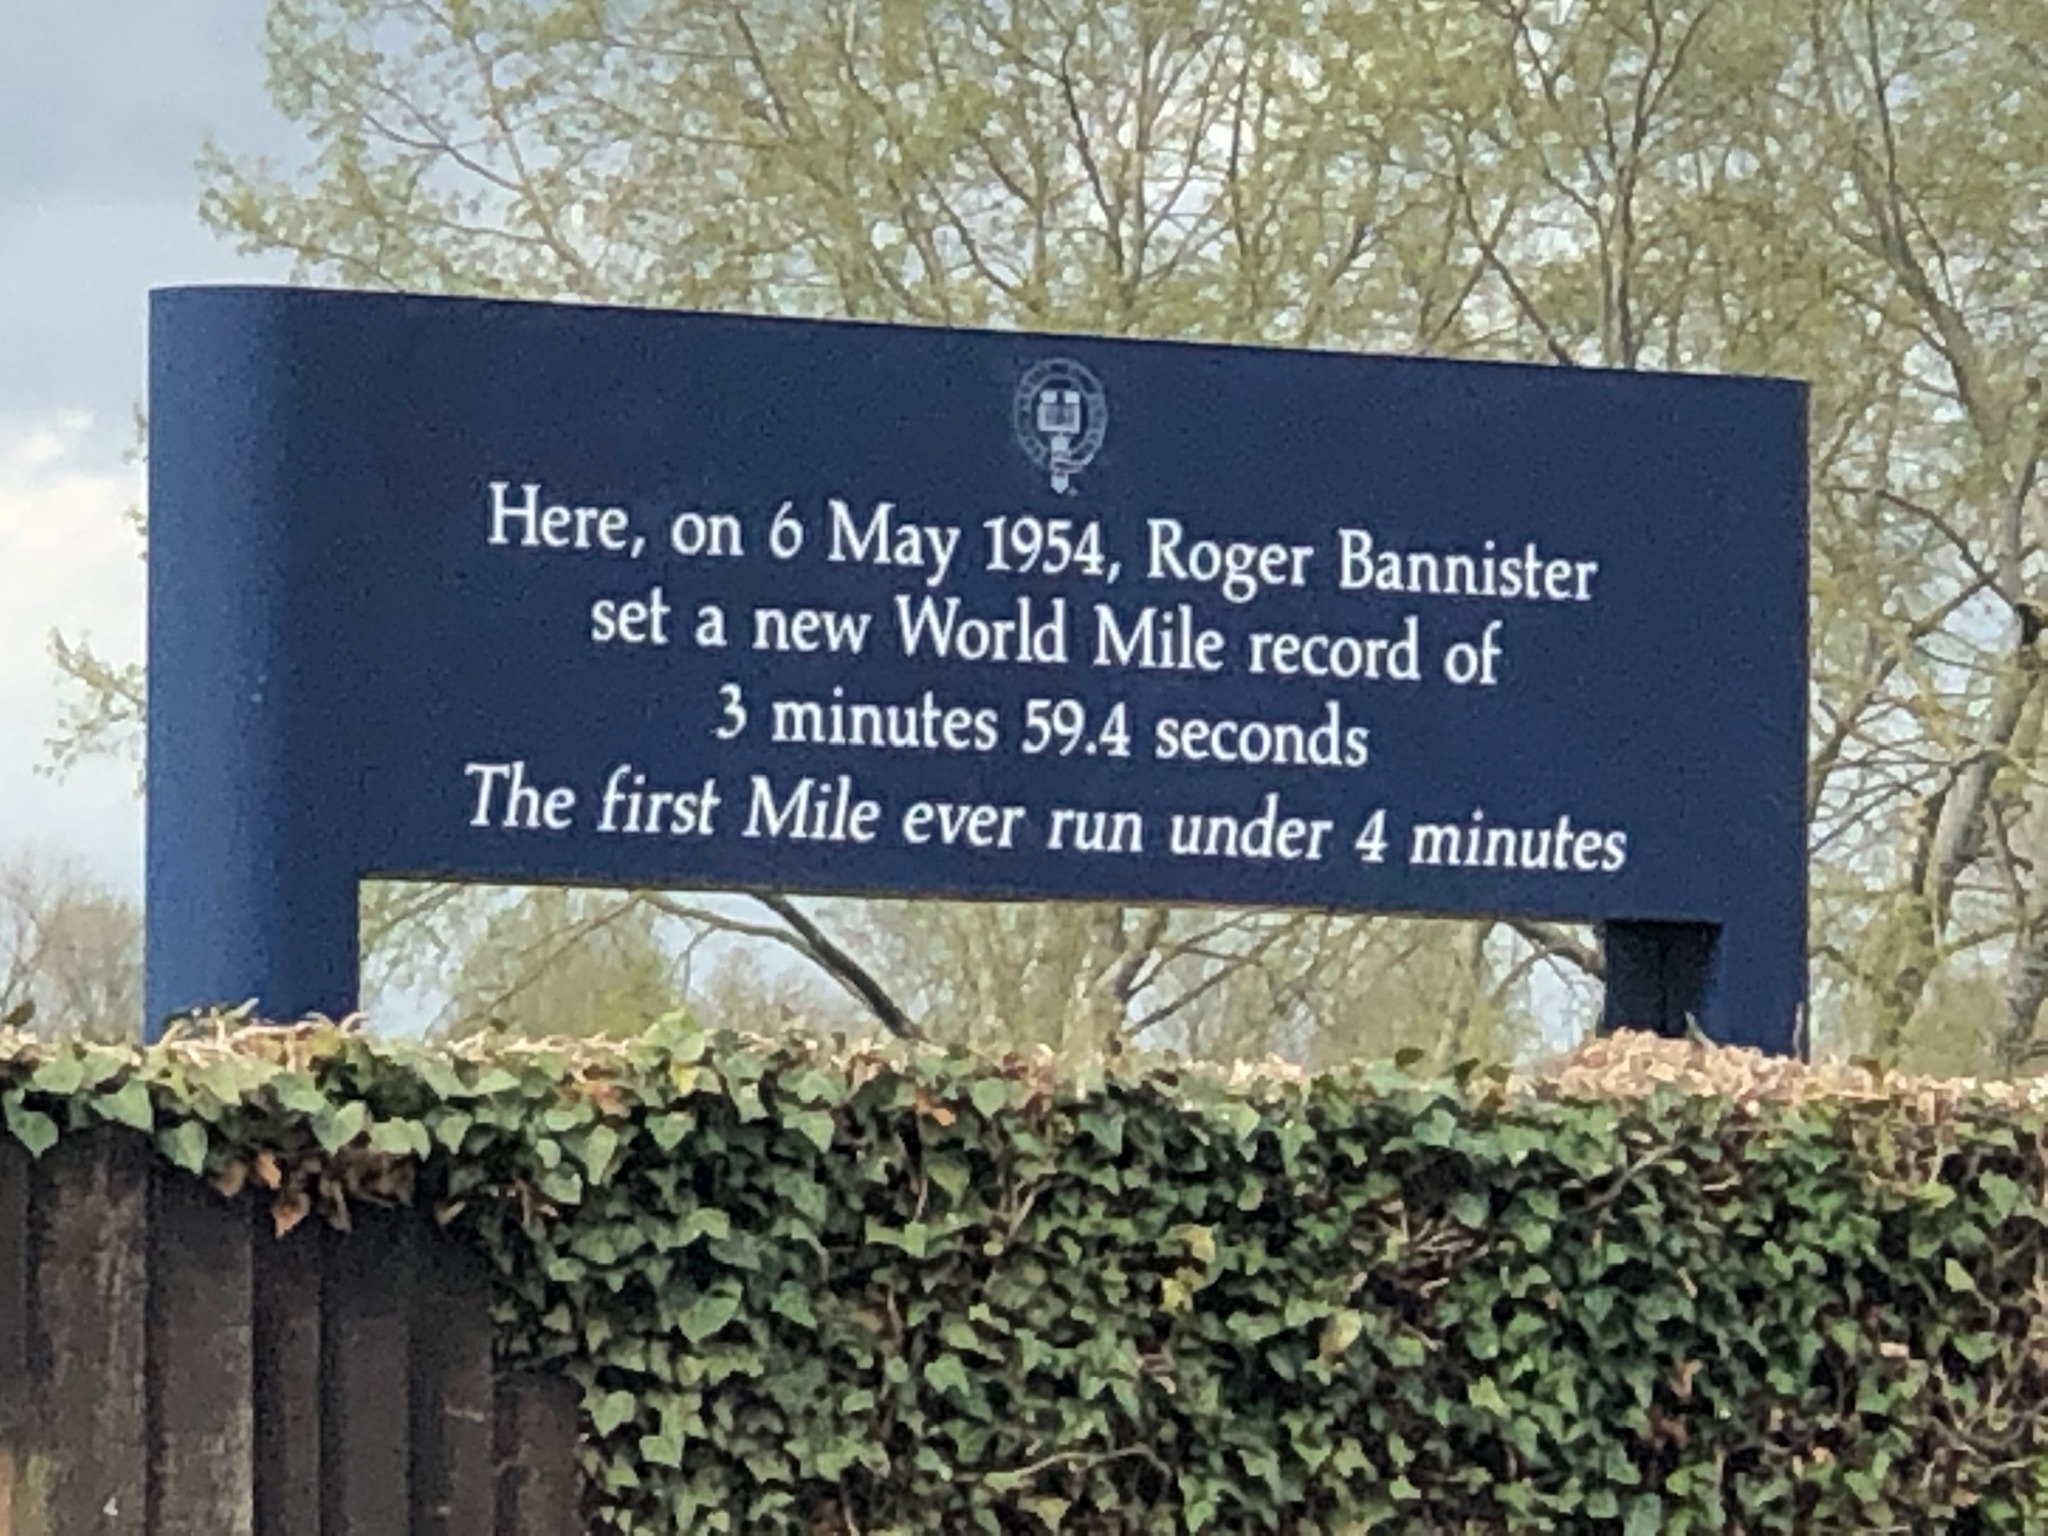 Here, on 6 May 1954, Roger Bannister
set a new World Mile record of
3 minutes 59.4 seconds
The first Mile ever run under 4 minutes